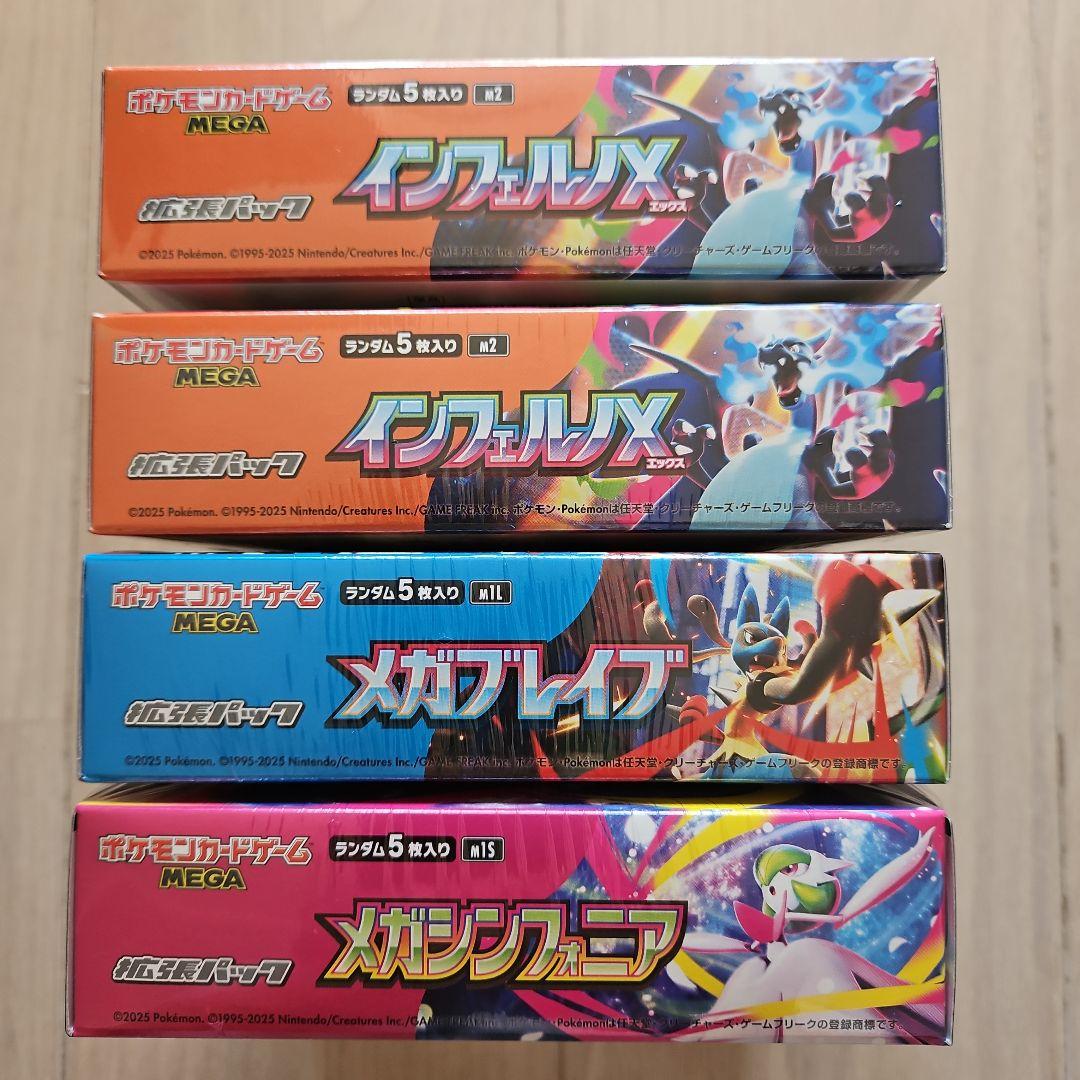 ポケモンカードゲーム ランダム5枚入り M2
MEGA
インフェルノX
エックス
拡張パック
©2025 Pokémon. ©1995-2025 Nintendo/Creatures Inc./GAME FREAK inc. ポケモン・Pokémonは任天堂・クリーチャーズ・ゲームフリークの登録商標です。
ポケモンカードゲーム ランダム5枚入り M2
MEGA
インフェルノX
エックス
拡張パック
©2025 Pokémon. ©1995-2025 Nintendo/Creatures Inc./GAME FREAK inc. ポケモン・Pokémonは任天堂・クリーチャーズ・ゲームフリークの登録商標です。
ポケモンカードゲーム ランダム5枚入り M1L
MEGA
メガブレイブ
拡張パック
©2025 Pokémon. ©1995-2025 Nintendo/Creatures Inc./GAME FREAK inc. ポケモン・Pokémonは任天堂・クリーチャーズ・ゲームフリークの登録商標です。
ポケモンカードゲーム ランダム5枚入り M1S
MEGA
メガシンフォニア
拡張パック
©2025 Pokémon. ©1995-2025 Nintendo/Creatures Inc./GAME FREAK inc. ポケモン・Pokémonは任天堂・クリーチャーズ・ゲームフリークの登録商標です。